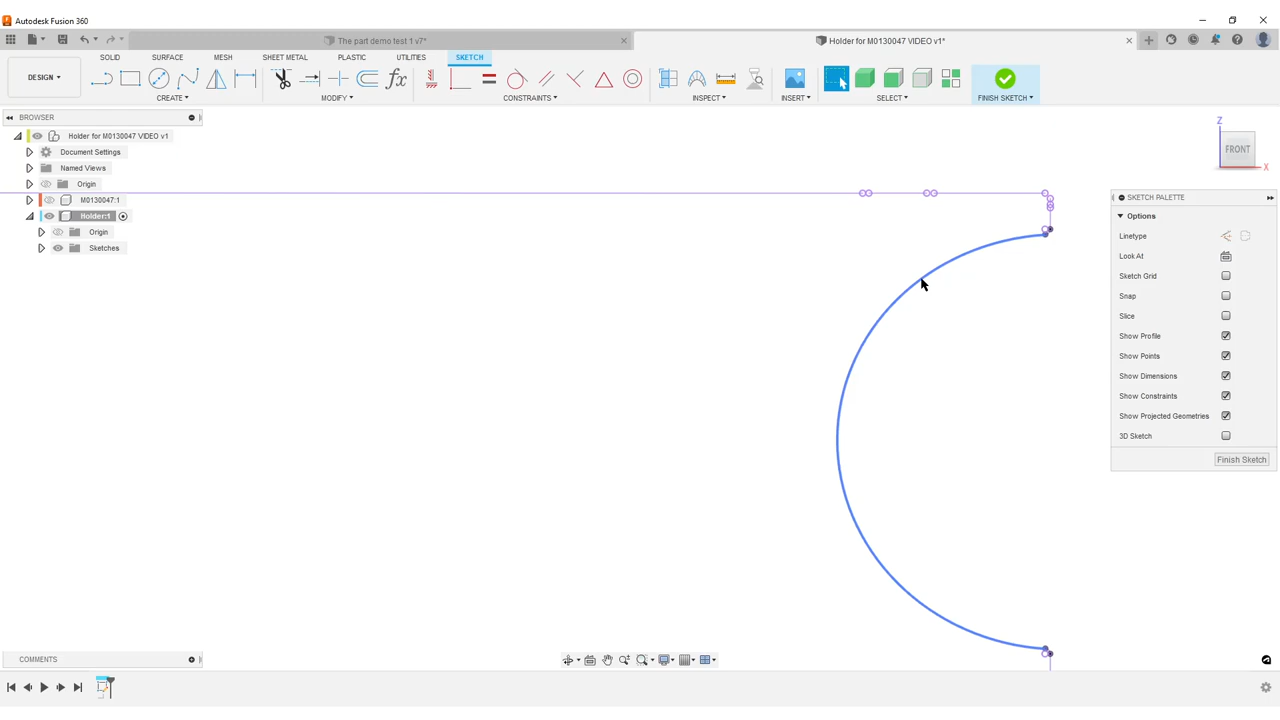 Autodesk Fusion 360
The part demo test 1 v7*
Holder for M0130047 VIDEO v1*
DESIGN
SOLID
SURFACE
MESH
SHEET METAL
PLASTIC
UTILITIES
SKETCH
fx
CREATE
MODIFY
CONSTRAINTS
INSPECT
INSERT
SELECT
FINISH SKETCH
BROWSER
Holder for M0130047 VIDEO v1
Document Settings
Named Views
Origin
M0130047:1
Holder:1
Origin
Sketches
Z
FRONT
X
SKETCH PALETTE
Options
Linetype
Look At
Sketch Grid
Snap
Slice
Show Profile
Show Points
Show Dimensions
Show Constraints
Show Projected Geometries
3D Sketch
Finish Sketch
COMMENTS